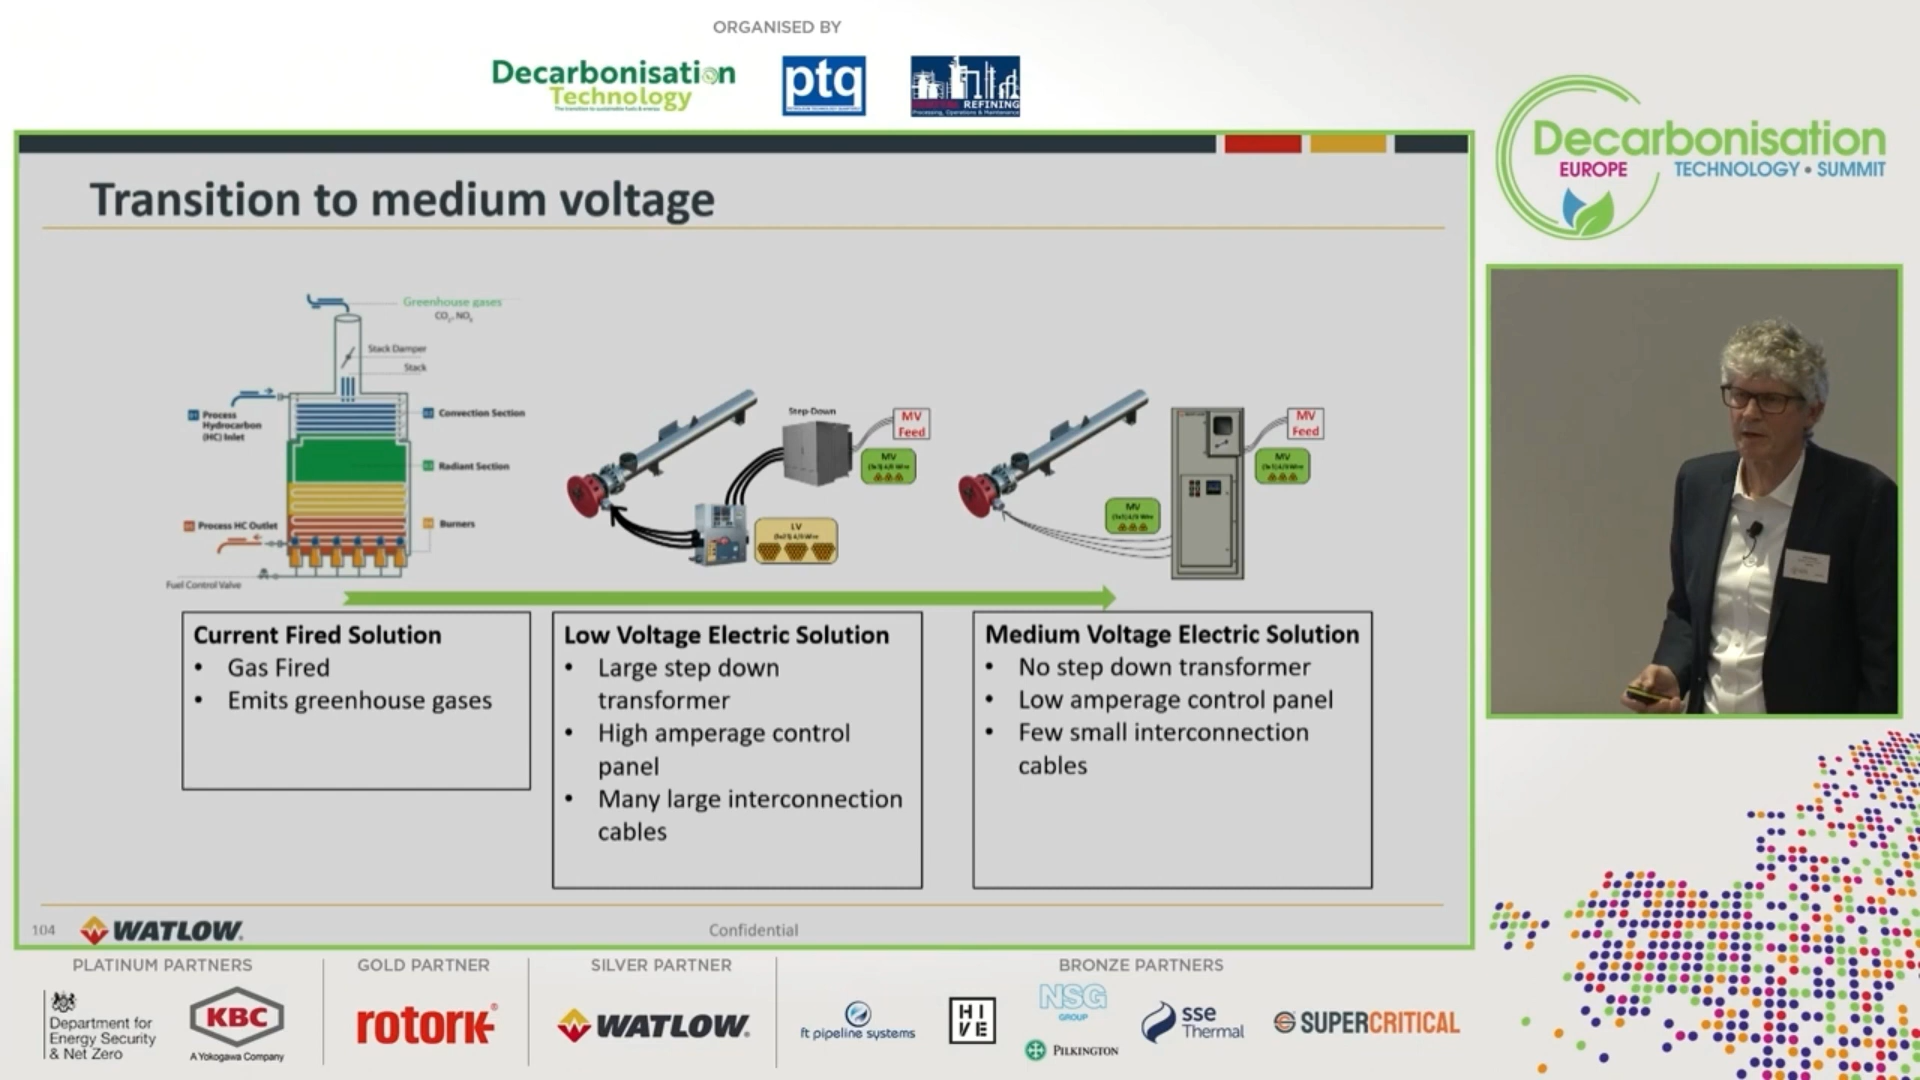 ORGANISED BY
Decarbonisation
Technology
ptq
REFINING
Processing, Operations & Maintenance
Decarbonisation
EUROPE
TECHNOLOGY • SUMMIT
Transition to medium voltage
Greenhouse gases
CO₂, NOₓ
Stack Damper
Stack
Process
Hydrocarbon
(HC) Inlet
Convection Section
Radiant Section
Process HC Outlet
Burners
Fuel Control Valve
Step-Down
MV
Feed
MV
LV
MV
Feed
MV
MV
Current Fired Solution
• Gas Fired
• Emits greenhouse gases
Low Voltage Electric Solution
• Large step down
transformer
• High amperage control
panel
• Many large interconnection
cables
Medium Voltage Electric Solution
• No step down transformer
• Low amperage control panel
• Few small interconnection
cables
104
WATLOW
Confidential
PLATINUM PARTNERS
GOLD PARTNER
SILVER PARTNER
BRONZE PARTNERS
Department for
Energy Security
& Net Zero
KBC
A Yokogawa Company
rotork
WATLOW
ft pipeline systems
HI
VE
NSG
GROUP
PILKINGTON
sse
Thermal
SUPERCRITICAL